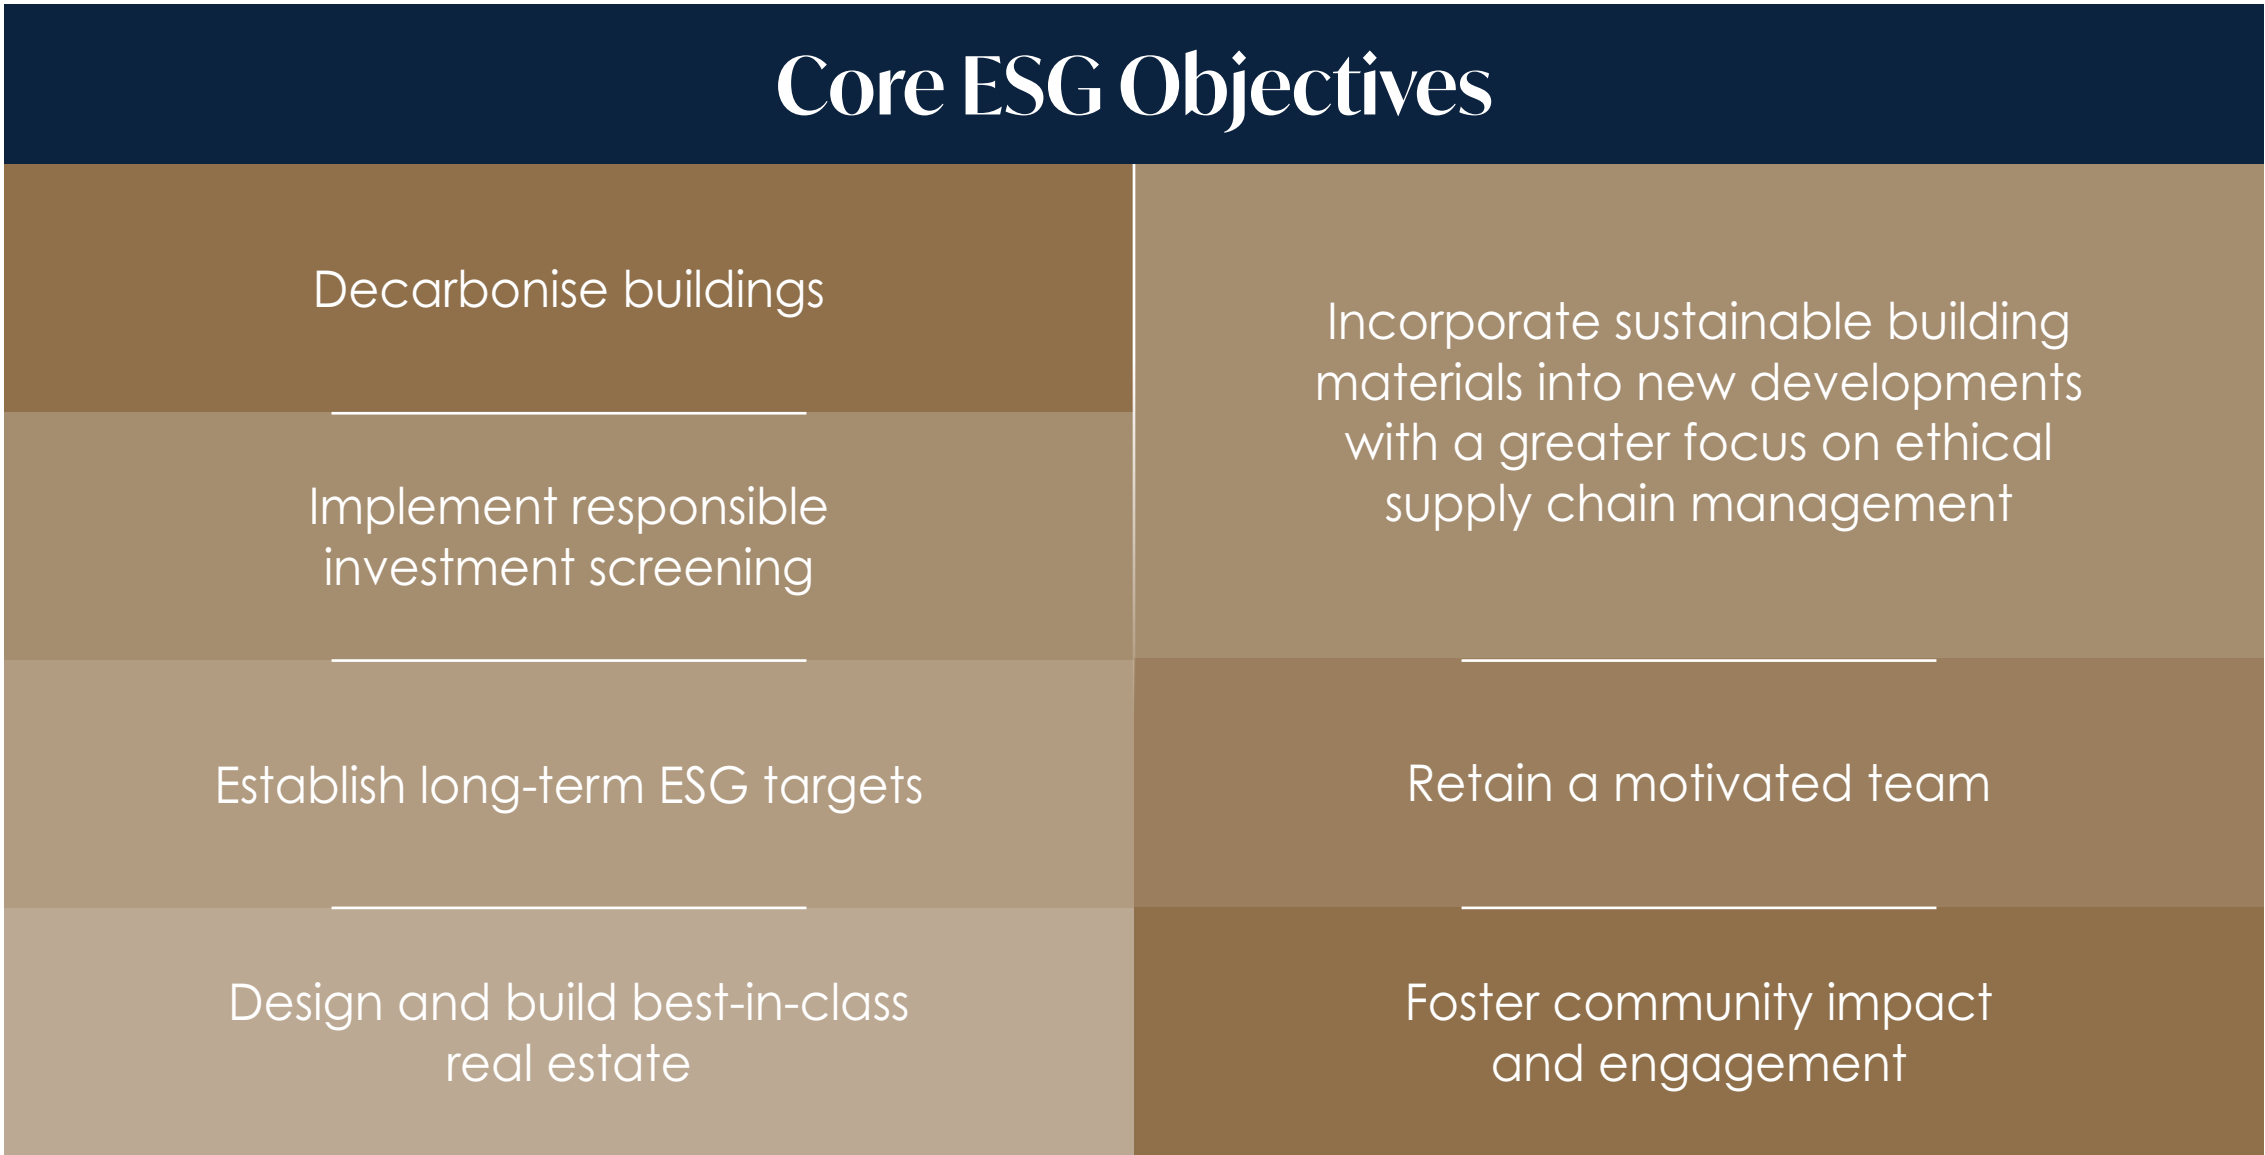 Core ESG Objectives
Decarbonise buildings
Implement responsible
investment screening
Establish long-term ESG targets
Design and build best-in-class
real estate
Incorporate sustainable building
materials into new developments
with a greater focus on ethical
supply chain management
Retain a motivated team
Foster community impact
and engagement